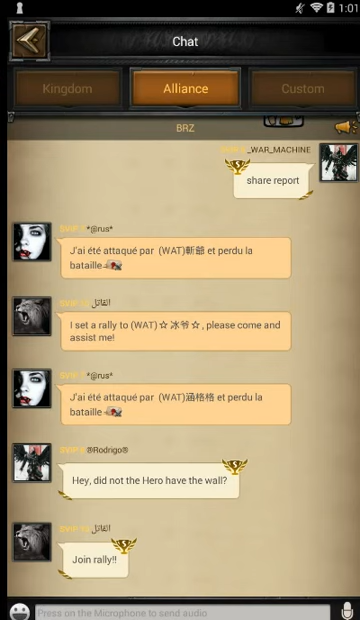 1:01
Chat
Kingdom
Alliance
Custom
BRZ
_WAR_MACHINE
share report
*@rus*
J'ai été attaqué par (WAT)斬爺 et perdu la
bataille
القاتل
I set a rally to (WAT)☆冰爷☆, please come and
assist me!
*@rus*
J'ai été attaqué par (WAT)涵格格 et perdu la
bataille
®Rodrigo®
Hey, did not the Hero have the wall?
القاتل
Join rally!!
Press on the Microphone to send audio